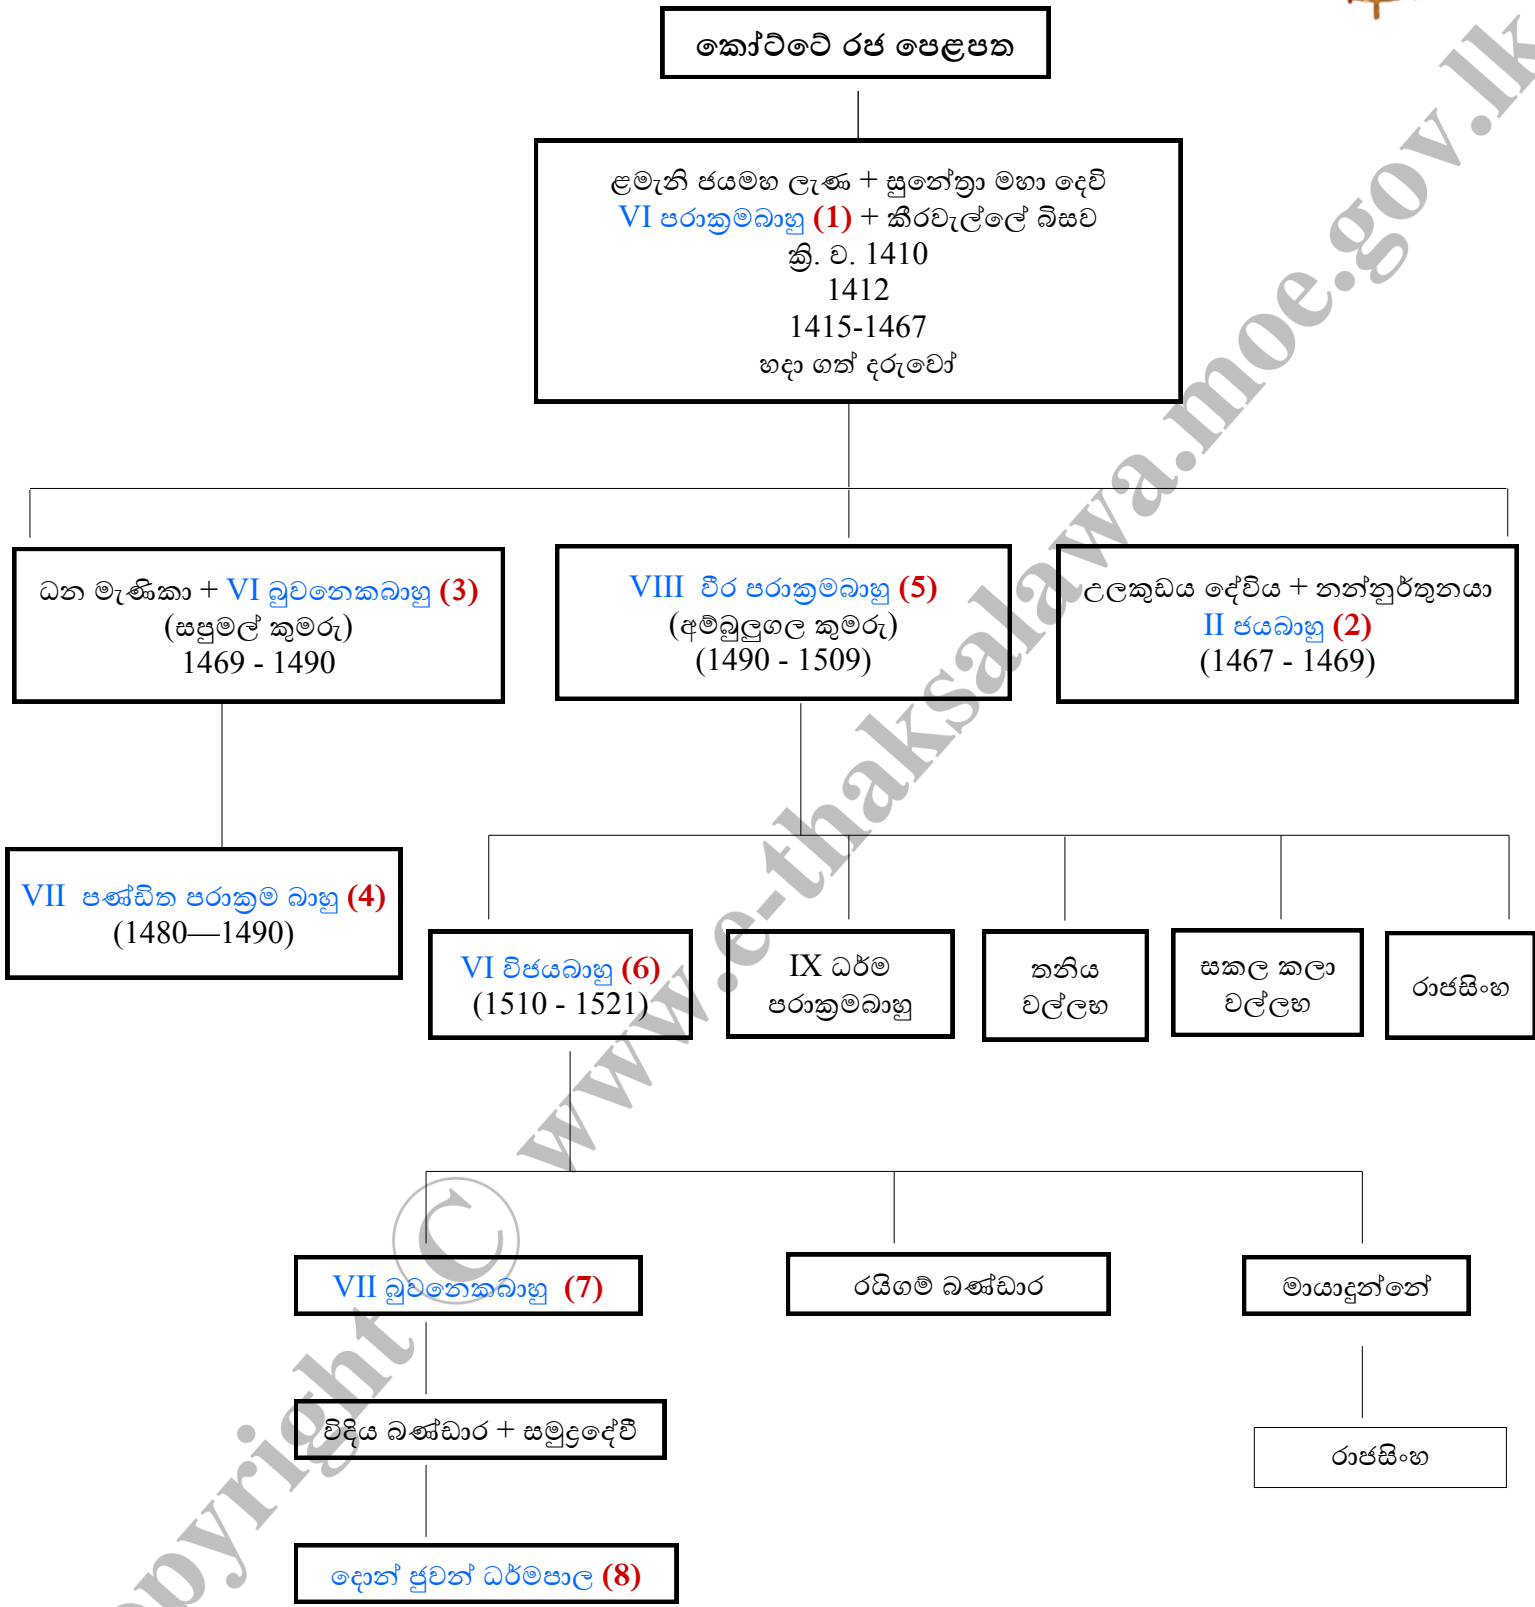 කෝට්ටේ රජ පෙළපත
ළමැනි ජයමහ ලැණ + සුනේත්‍රා මහා දෙවි
VI පරාක්‍රමබාහු (1) + කීරවැල්ලේ බිසව
ක්‍රි. ව. 1410
1412
1415-1467
හදා ගත් දරුවෝ
ධන මැණිකා + VI බුවනෙකබාහු (3)
(සපුමල් කුමරු)
1469 - 1490
VIII වීර පරාක්‍රමබාහු (5)
(අම්බුලුගල කුමරු)
(1490 - 1509)
උලකුඩය දේවිය + නන්නුර්තුනයා
II ජයබාහු (2)
(1467 - 1469)
VII පණ්ඩිත පරාක්‍රම බාහු (4)
(1480—1490)
VI විජයබාහු (6)
(1510 - 1521)
IX ධර්ම
පරාක්‍රමබාහු
තනිය
වල්ලභ
සකල කලා
වල්ලභ
රාජසිංහ
VII බුවනෙකබාහු (7)
රයිගම් බණ්ඩාර
මායාදුන්නේ
විදිය බණ්ඩාර + සමුද්‍රදේවී
රාජසිංහ
දොන් ජුවන් ධර්මපාල (8)
opyright © www.e-thaksalawa.moe.gov.lk